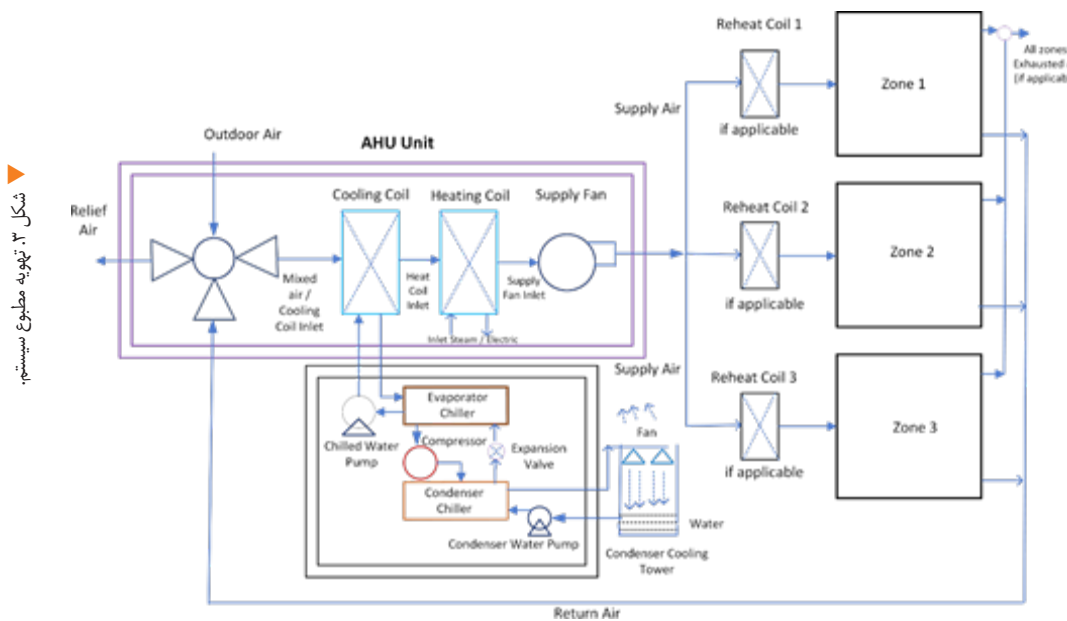 Reheat Coil 1
All zones
Exhausted
(if applicab
Zone 1
Supply Air
if applicable
Outdoor Air
AHU Unit
Relief
Air
Cooling Coil
Heating Coil
Supply Fan
Mixed
air /
Cooling
Coil Inlet
Heat
Coil
Inlet
Supply
Fan Inlet
Inlet Steam / Electric
Reheat Coil 2
Zone 2
if applicable
Supply Air
Reheat Coil 3
Zone 3
if applicable
Evaporator
Chiller
Chilled Water
Pump
Compressor
Expansion
Valve
Condenser
Chiller
Condenser Water Pump
Fan
Water
Condenser Cooling
Tower
Return Air
شکل ۳. تهویه مطبوع سیستم.